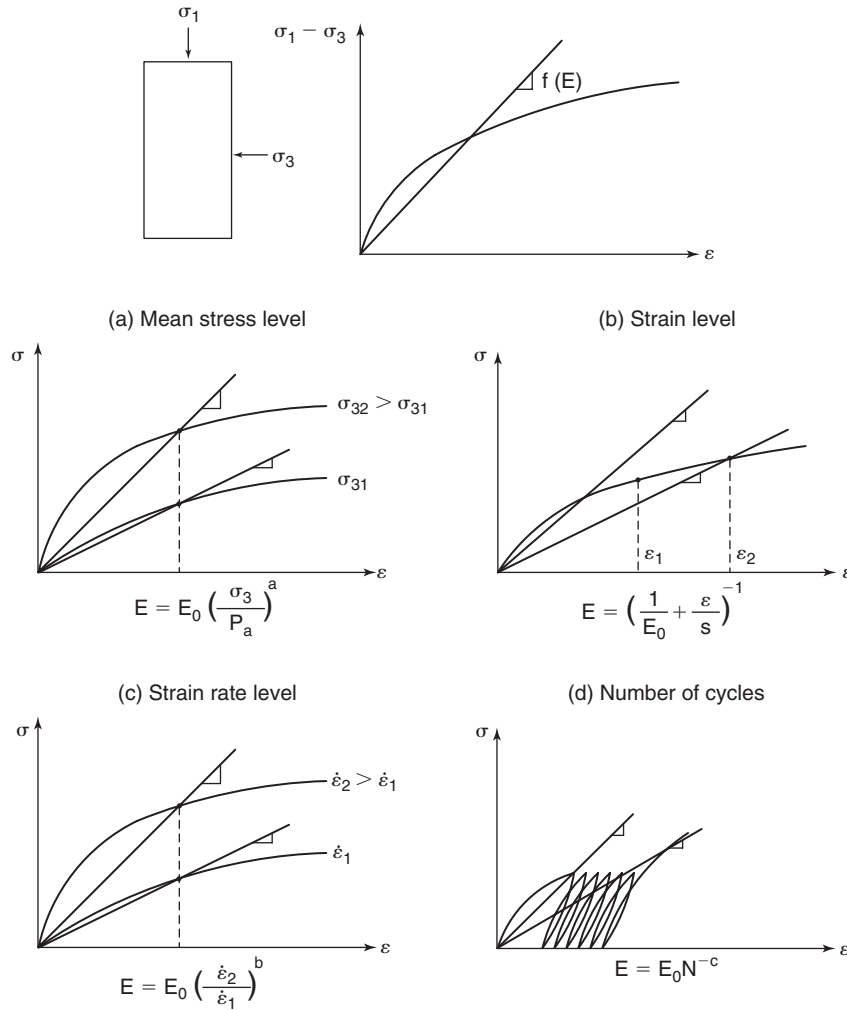 σ₁
σ₁ − σ₃
f (E)
σ₃
ε
(a) Mean stress level
(b) Strain level
σ
σ
σ₃₂ > σ₃₁
σ₃₁
ε₁
ε₂
ε
ε
E = E₀ (σ₃/Pₐ)ᵃ
E = (1/E₀ + ε/s)⁻¹
(c) Strain rate level
(d) Number of cycles
σ
σ
ε̇₂ > ε̇₁
ε̇₁
ε
ε
E = E₀ (ε̇₂/ε̇₁)ᵇ
E = E₀N⁻ᶜ